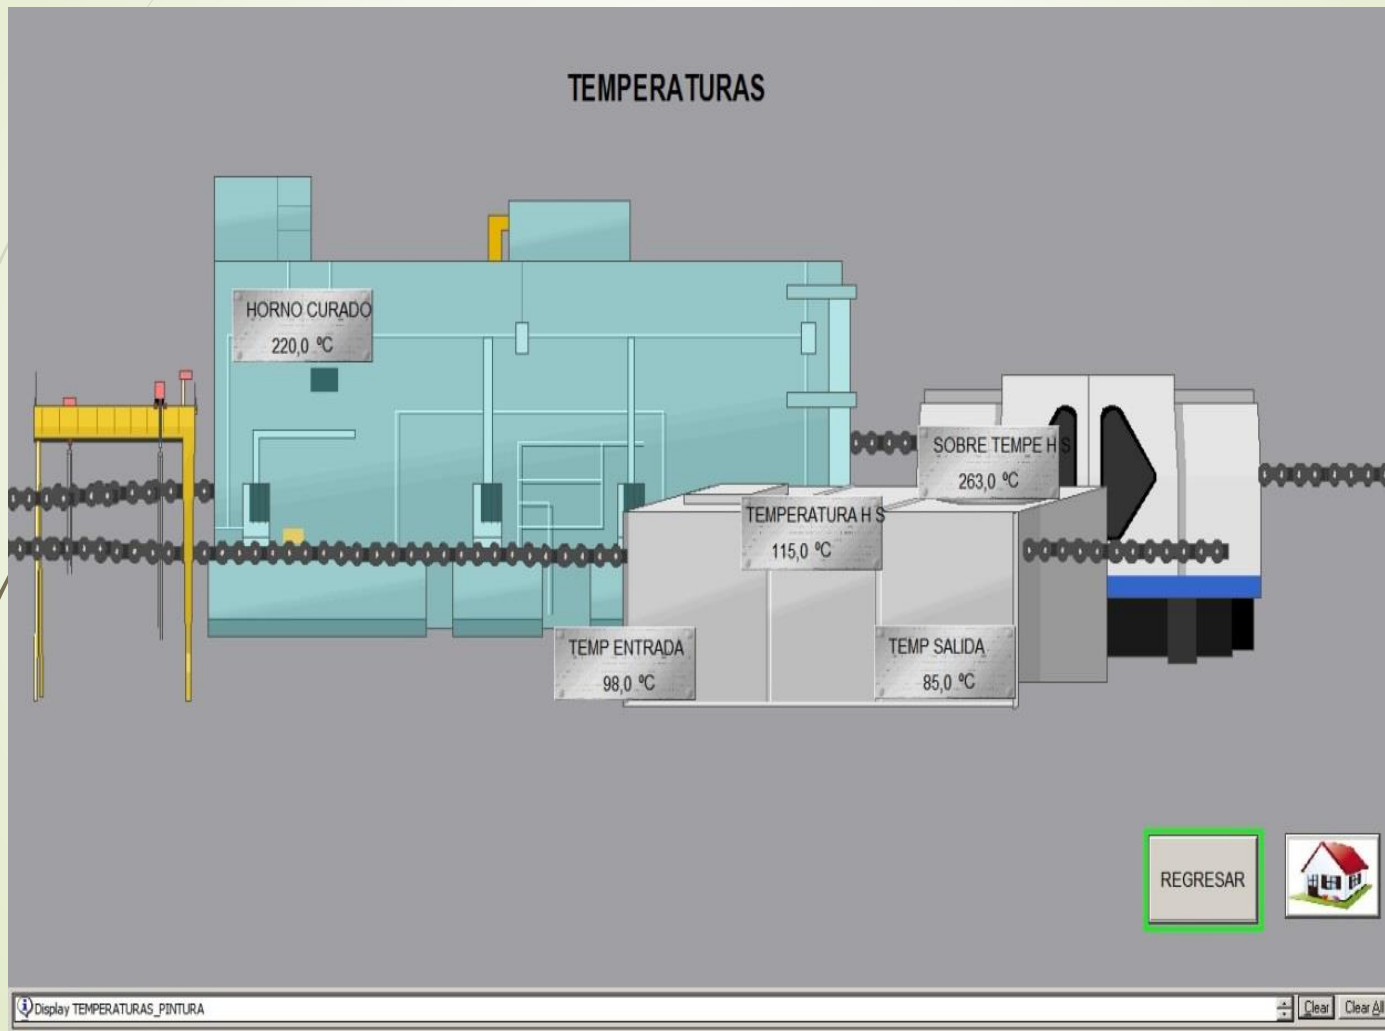 TEMPERATURAS
HORNO CURADO
220,0 ºC
SOBRE TEMPE H S
263,0 ºC
TEMPERATURA H S
115,0 ºC
TEMP ENTRADA
98,0 ºC
TEMP SALIDA
85,0 ºC
REGRESAR
Display TEMPERATURAS_PINTURA
Clear
Clear All